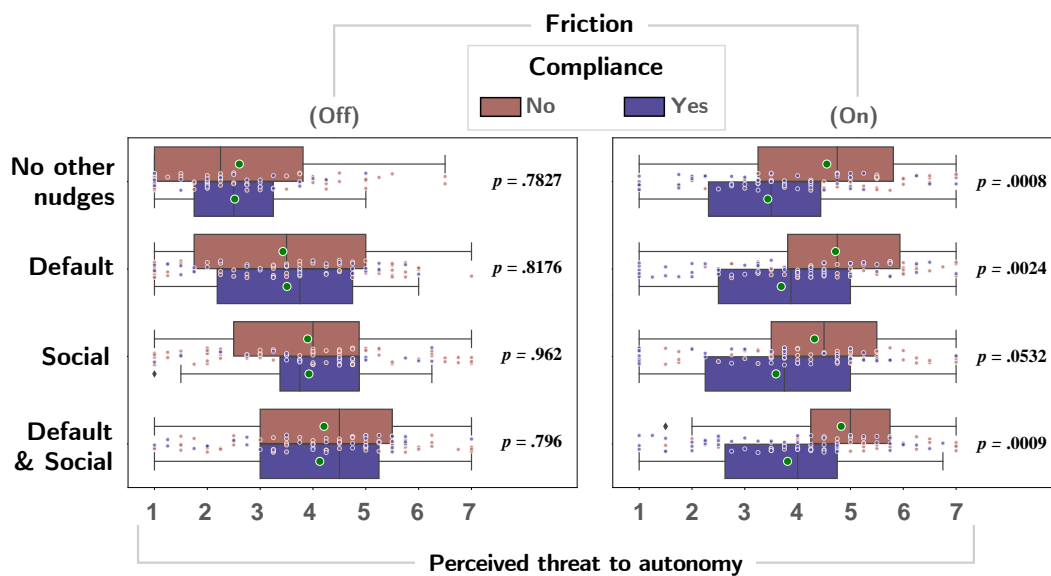 Friction
Compliance
No Yes
(Off) (On)
No other
nudges
p = .7827
p = .0008
Default
p = .8176
p = .0024
Social
p = .962
p = .0532
Default
& Social
p = .796
p = .0009
1 2 3 4 5 6 7
1 2 3 4 5 6 7
Perceived threat to autonomy